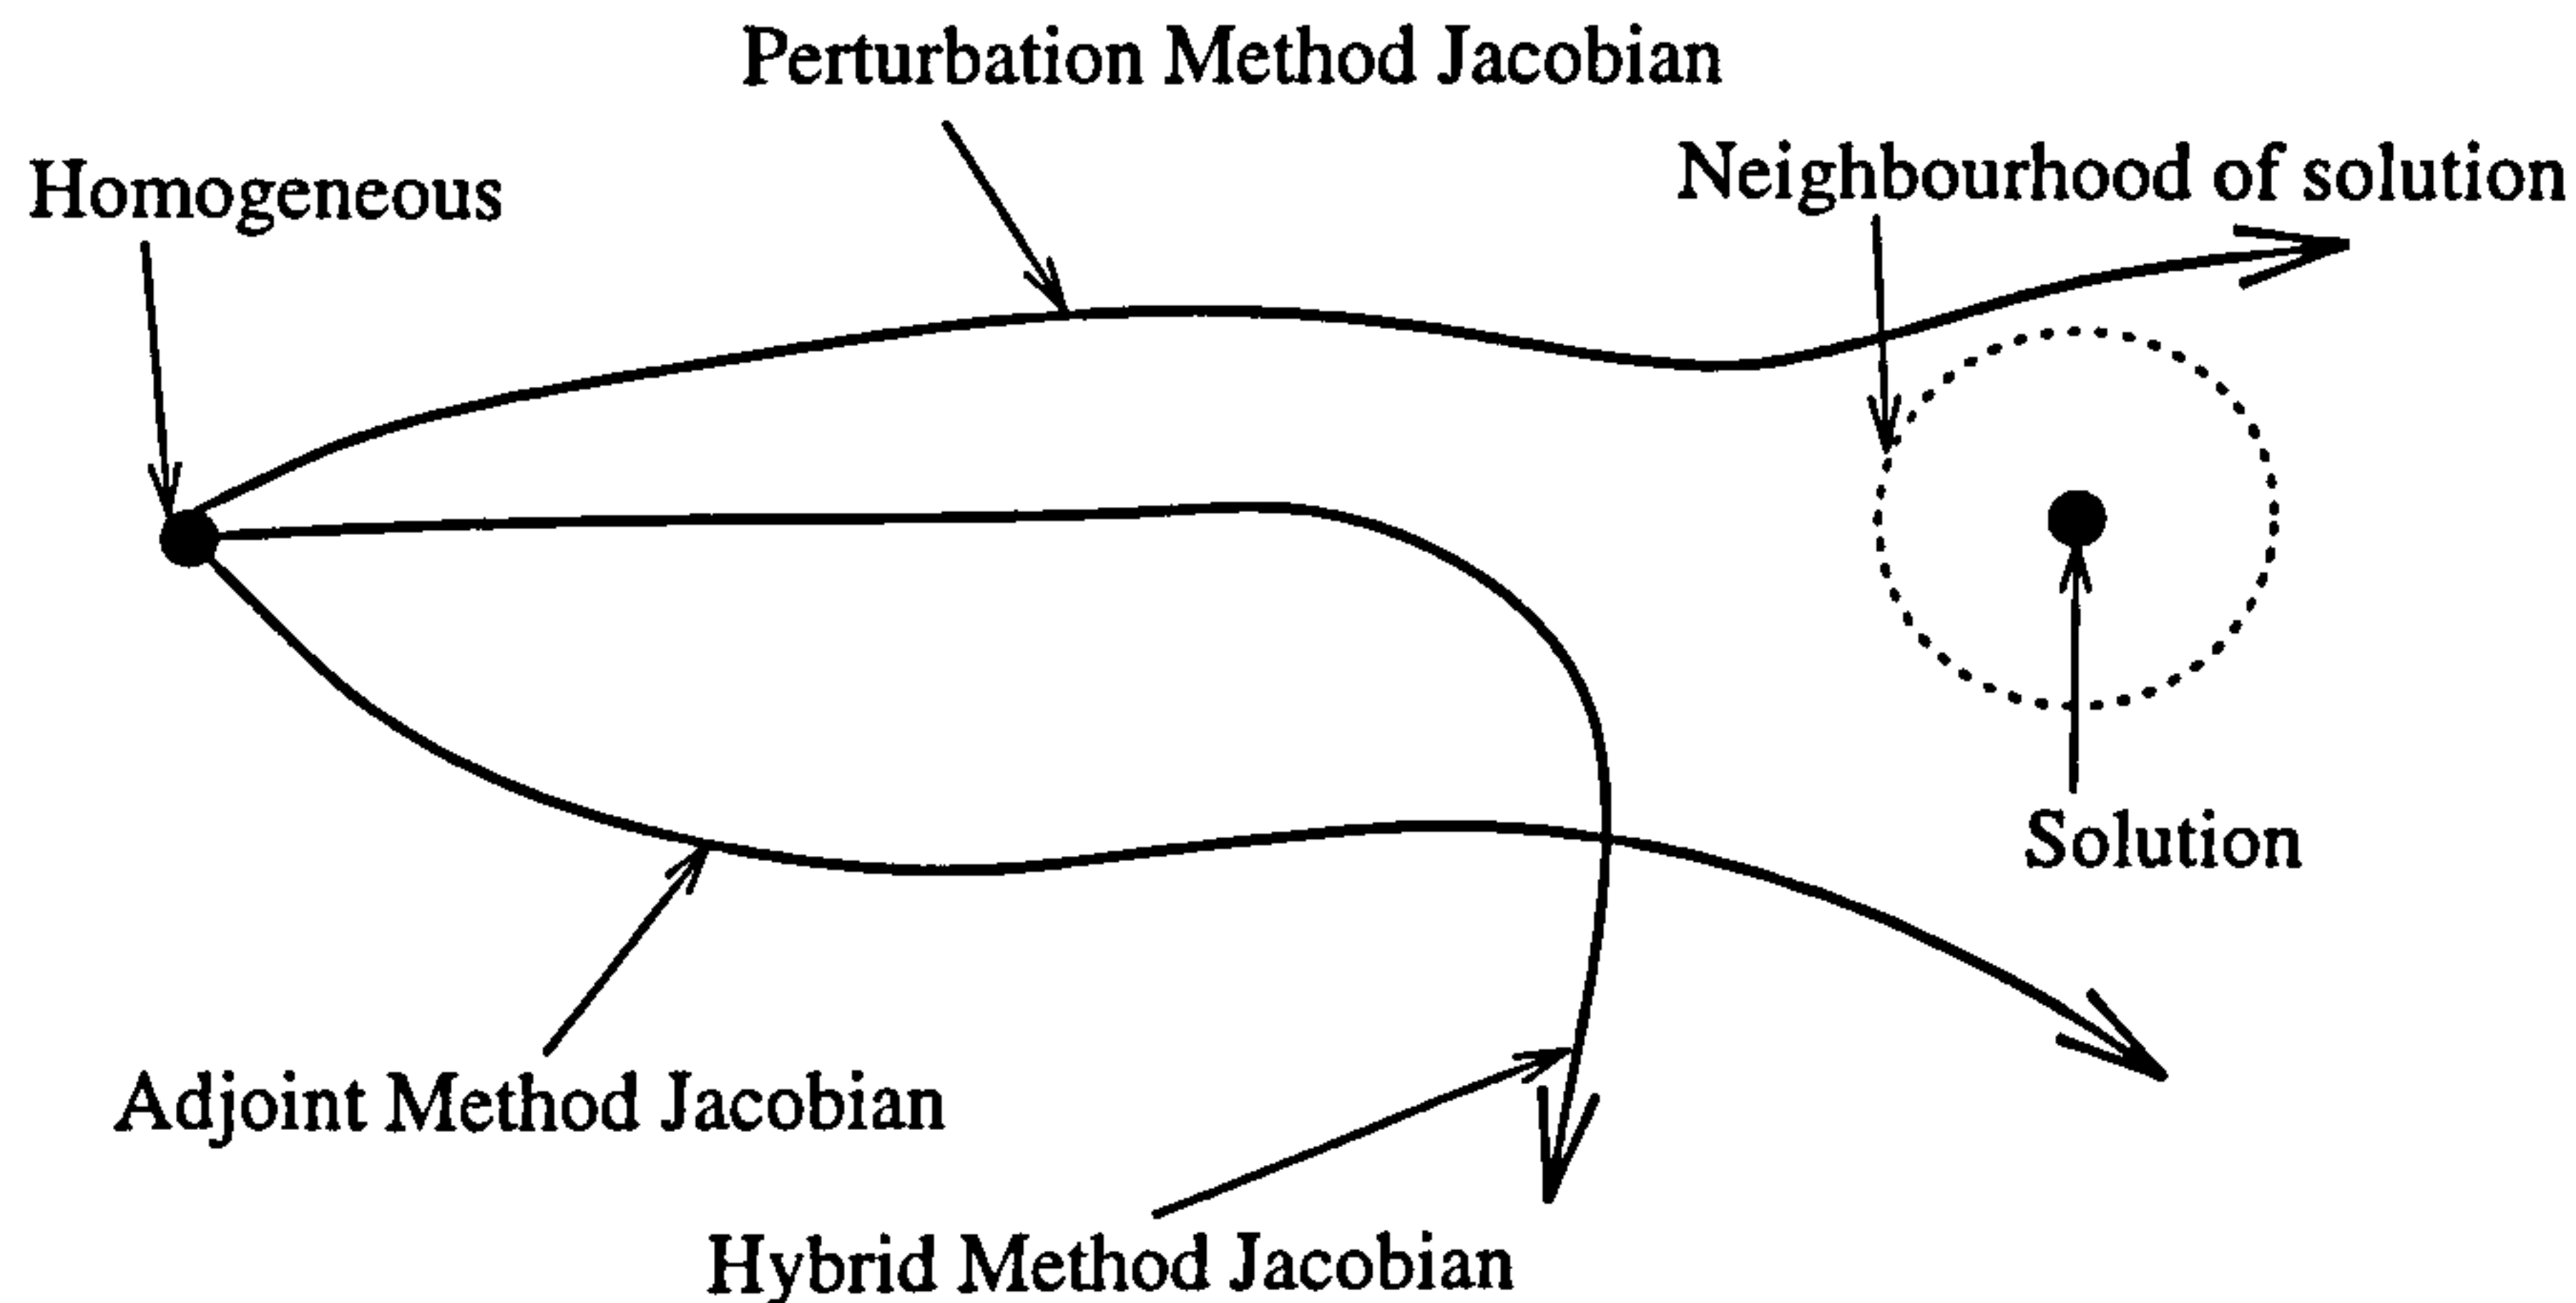 Perturbation Method Jacobian
Homogeneous
Neighbourhood of solution
Solution
Adjoint Method Jacobian
Hybrid Method Jacobian